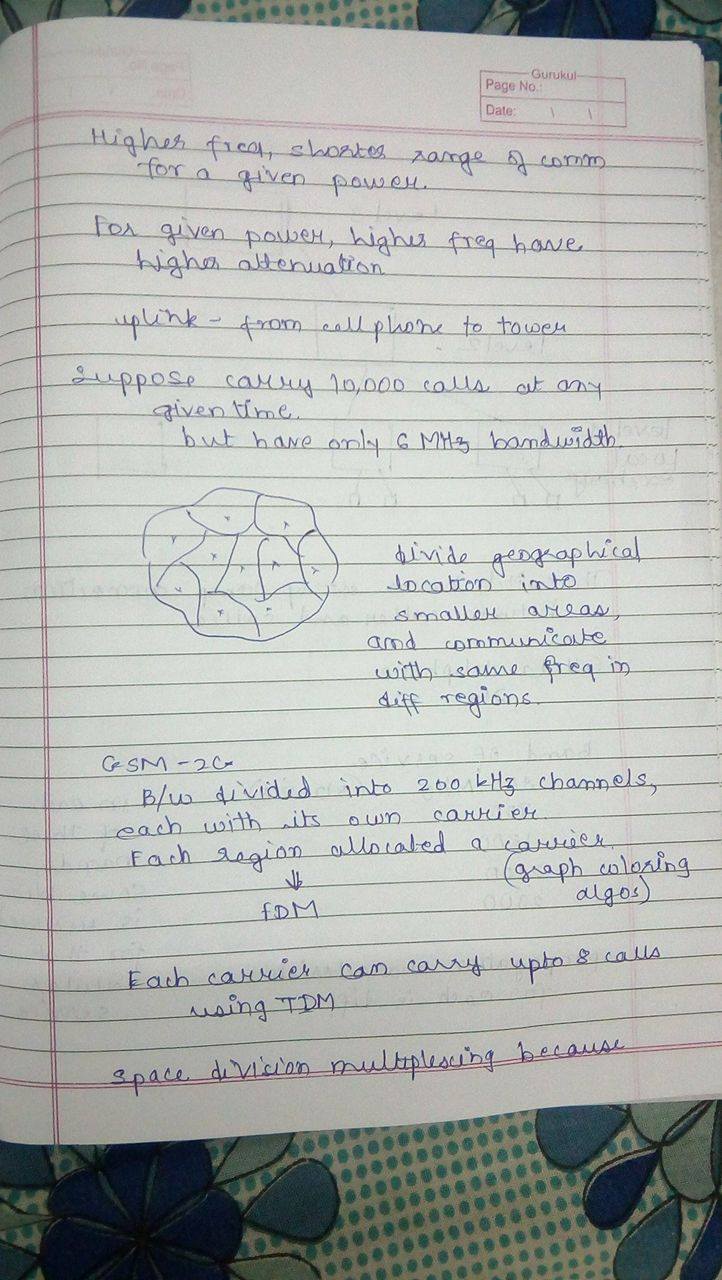 Gurukul
Page No.:
Date:
Higher freq, shorter range of comm
for a given power.
For given power, higher freq have
higher attenuation
uplink - from cell phone to tower
Suppose carry 10,000 calls at any
given time.
but have only 6 MHz bandwidth.
divide geographical
location into
smaller areas,
and communicate
with same freq in
diff regions.
GSM - 2G
B/w divided into 200 kHz channels,
each with its own carrier.
Each region allocated a carrier.
(graph coloring
algos)
⇓
FDM
Each carrier can carry upto 8 calls
using TDM
Space division multiplexing because